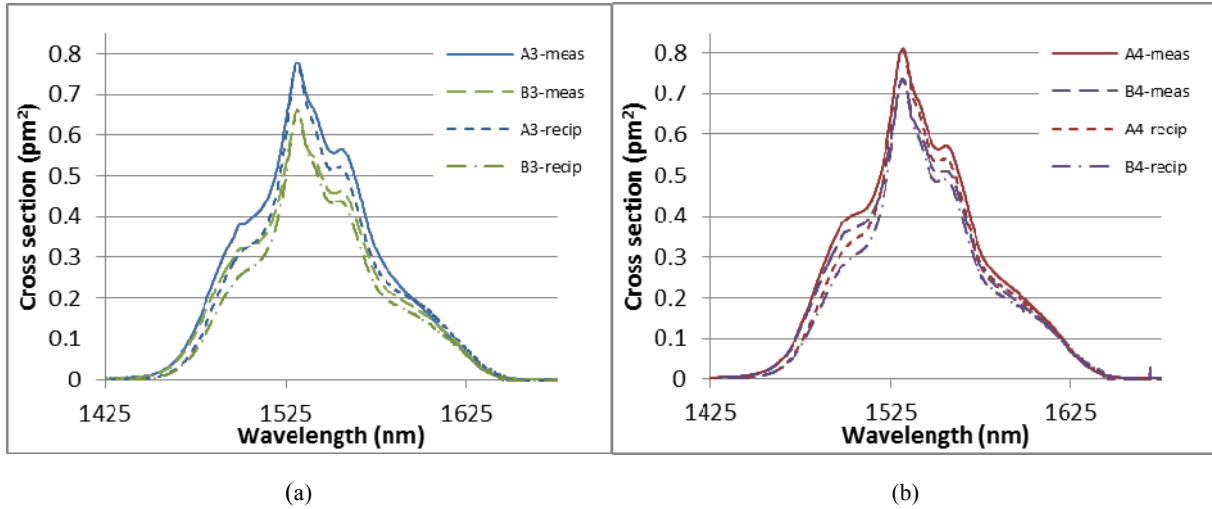 0.8
0.7
0.6
0.5
0.4
0.3
0.2
0.1
0
Cross section (pm²)
1425
1525
1625
Wavelength (nm)
A3-meas
B3-meas
A3-recip
B3-recip
(a)
0.8
0.7
0.6
0.5
0.4
0.3
0.2
0.1
0
Cross section (pm²)
1425
1525
1625
Wavelength (nm)
A4-meas
B4-meas
A4-recip
B4-recip
(b)